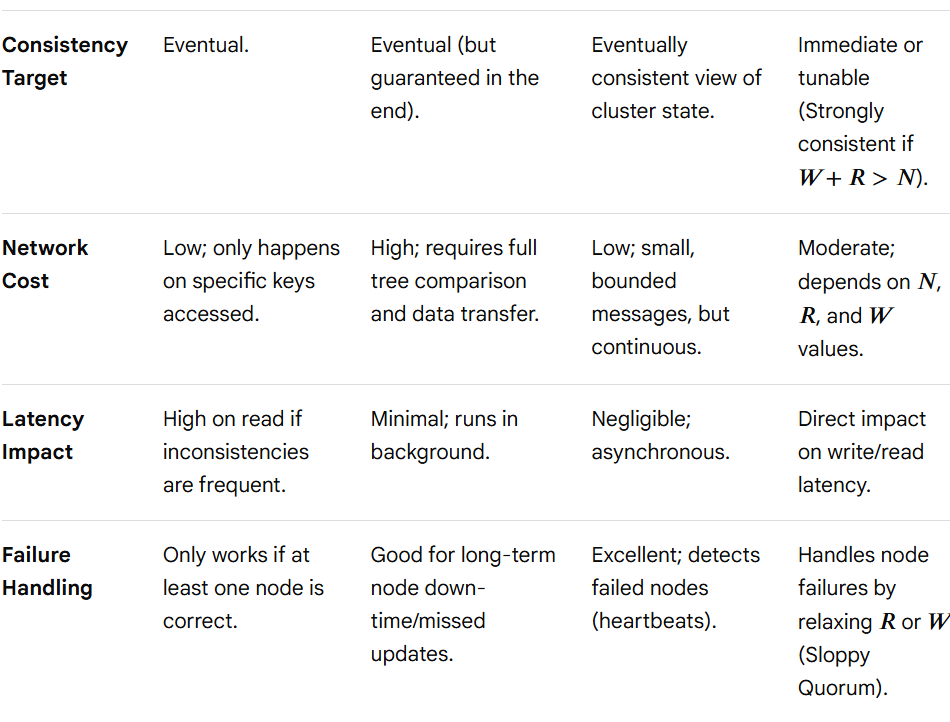 Consistency Target
Eventual.
Eventual (but
guaranteed in the
end).
Eventually
consistent view of
cluster state.
Immediate or
tunable
(Strongly
consistent if
W + R > N).
Network Cost
Low; only happens
on specific keys
accessed.
High; requires full
tree comparison
and data transfer.
Low; small,
bounded
messages, but
continuous.
Moderate;
depends on N,
R, and W
values.
Latency Impact
High on read if
inconsistencies
are frequent.
Minimal; runs in
background.
Negligible;
asynchronous.
Direct impact
on write/read
latency.
Failure Handling
Only works if at
least one node is
correct.
Good for long-term
node down-
time/missed
updates.
Excellent; detects
failed nodes
(heartbeats).
Handles node
failures by
relaxing R or W
(Sloppy
Quorum).